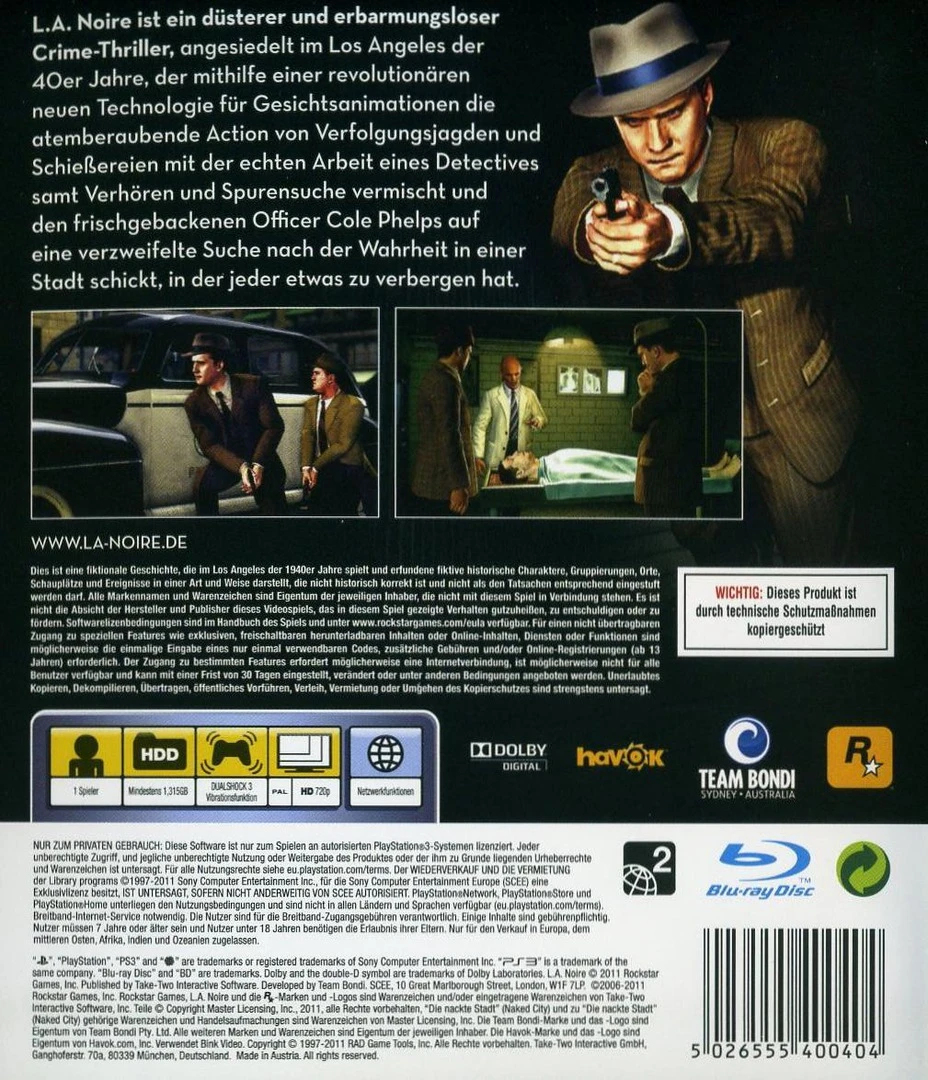 L.A. Noire ist ein düsterer und erbarmungsloser
Crime-Thriller, angesiedelt im Los Angeles der
40er Jahre, der mithilfe einer revolutionären
neuen Technologie für Gesichtsanimationen die
atemberaubende Action von Verfolgungsjagden und
Schießereien mit der echten Arbeit eines Detectives
samt Verhören und Spurensuche vermischt und
den frischgebackenen Officer Cole Phelps auf
eine verzweifelte Suche nach der Wahrheit in einer
Stadt schickt, in der jeder etwas zu verbergen hat.
WWW.LA-NOIRE.DE
Dies ist eine fiktionale Geschichte, die im Los Angeles der 1940er Jahre spielt und erfundene fiktive historische Charaktere, Gruppierungen, Orte,
Schauplätze und Ereignisse in einer Art und Weise darstellt, die nicht historisch korrekt ist und nicht als den Tatsachen entsprechend eingestuft
werden darf. Alle Markennamen und Warenzeichen sind Eigentum der jeweiligen Inhaber, die nicht mit diesem Spiel in Verbindung stehen. Es ist
nicht die Absicht der Hersteller und Publisher dieses Videospiels, das in diesem Spiel gezeigte Verhalten gutzuheißen, zu entschuldigen oder zu
fördern. Softwarelizenzbedingungen sind im Handbuch des Spiels und unter www.rockstargames.com/eula verfügbar. Für einen nicht übertragbaren
Zugang zu speziellen Features wie exklusiven, freischaltbaren herunterladbaren Inhalten oder Online-Inhalten, Diensten oder Funktionen sind
möglicherweise die einmalige Eingabe eines nur einmal verwendbaren Codes, zusätzliche Gebühren und/oder Online-Registrierungen (ab 13
Jahren) erforderlich. Der Zugang zu bestimmten Features erfordert möglicherweise eine Internetverbindung, ist möglicherweise nicht für alle
Benutzer verfügbar und kann mit einer Frist von 30 Tagen eingestellt, verändert oder unter anderen Bedingungen angeboten werden. Unerlaubtes
Kopieren, Dekompilieren, Übertragen, öffentliches Vorführen, Verleih, Vermietung oder Umgehen des Kopierschutzes sind strengstens untersagt.
WICHTIG: Dieses Produkt ist
durch technische Schutzmaßnahmen
kopiergeschützt
HDD
1 Spieler
Mindestens 1,315GB
DUALSHOCK 3
Vibrationsfunktion
PAL
HD 720p
Netzwerkfunktionen
DOLBY
DIGITAL
havok
TEAM BONDI
SYDNEY • AUSTRALIA
R
NUR ZUM PRIVATEN GEBRAUCH: Diese Software ist nur zum Spielen an autorisierten PlayStation®3-Systemen lizenziert. Jeder
unberechtigte Zugriff, und jegliche unberechtigte Nutzung oder Weitergabe des Produktes oder der ihm zu Grunde liegenden Urheberrechte
und Warenzeichen ist untersagt. Für alle Nutzungsrechte siehe eu.playstation.com/terms. Der WIEDERVERKAUF UND DIE VERMIETUNG
der Library programs ©1997-2011 Sony Computer Entertainment Inc., für die Sony Computer Entertainment Europe (SCEE) eine
Exklusivlizenz besitzt, IST UNTERSAGT, SOFERN NICHT ANDERWEITIG VON SCEE AUTORISIERT. PlayStation®Network, PlayStation®Store und
PlayStation®Home unterliegen den Nutzungsbedingungen und sind nicht in allen Ländern und Sprachen verfügbar (eu.playstation.com/terms).
Breitband-Internet-Service notwendig. Die Nutzer sind für die Breitband-Zugangsgebühren verantwortlich. Einige Inhalte sind gebührenpflichtig.
Nutzer müssen 7 Jahre oder älter sein und Nutzer unter 18 Jahren benötigen die Erlaubnis ihrer Eltern. Nur für den Verkauf in Europa, dem
mittleren Osten, Afrika, Indien und Ozeanien zugelassen.
2
Blu-ray Disc
TM
"", "PlayStation", "PS3" and "" are trademarks or registered trademarks of Sony Computer Entertainment Inc. "PS3" is a trademark of the
same company. "Blu-ray Disc" and "BD" are trademarks. Dolby and the double-D symbol are trademarks of Dolby Laboratories. L.A. Noire © 2011 Rockstar
Games, Inc. Published by Take-Two Interactive Software. Developed by Team Bondi. SCEE, 10 Great Marlborough Street, London, W1F 7LP. ©2006-2011
Rockstar Games, Inc. Rockstar Games, L.A. Noire und die R-Marken und -Logos sind Warenzeichen und/oder eingetragene Warenzeichen von Take-Two
Interactive Software, Inc. Teile © Copyright Master Licensing, Inc., 2011, alle Rechte vorbehalten, "Die nackte Stadt" (Naked City) und zu "Die nackte Stadt"
(Naked City) gehörige Warenzeichen und Handelsaufmachungen sind Warenzeichen von Master Licensing, Inc. Die Team Bondi-Marke und das -Logo sind
Eigentum von Team Bondi Pty. Ltd. Alle weiteren Marken und Warenzeichen sind Eigentum der jeweiligen Inhaber. Die Havok-Marke und das -Logo sind
Eigentum von Havok.com, Inc. Verwendet Bink Video. Copyright © 1997-2011 RAD Game Tools, Inc. Alle Rechte vorbehalten. Take-Two Interactive GmbH,
Ganghoferstr. 70a, 80339 München, Deutschland. Made in Austria. All rights reserved.
5 026555 400404